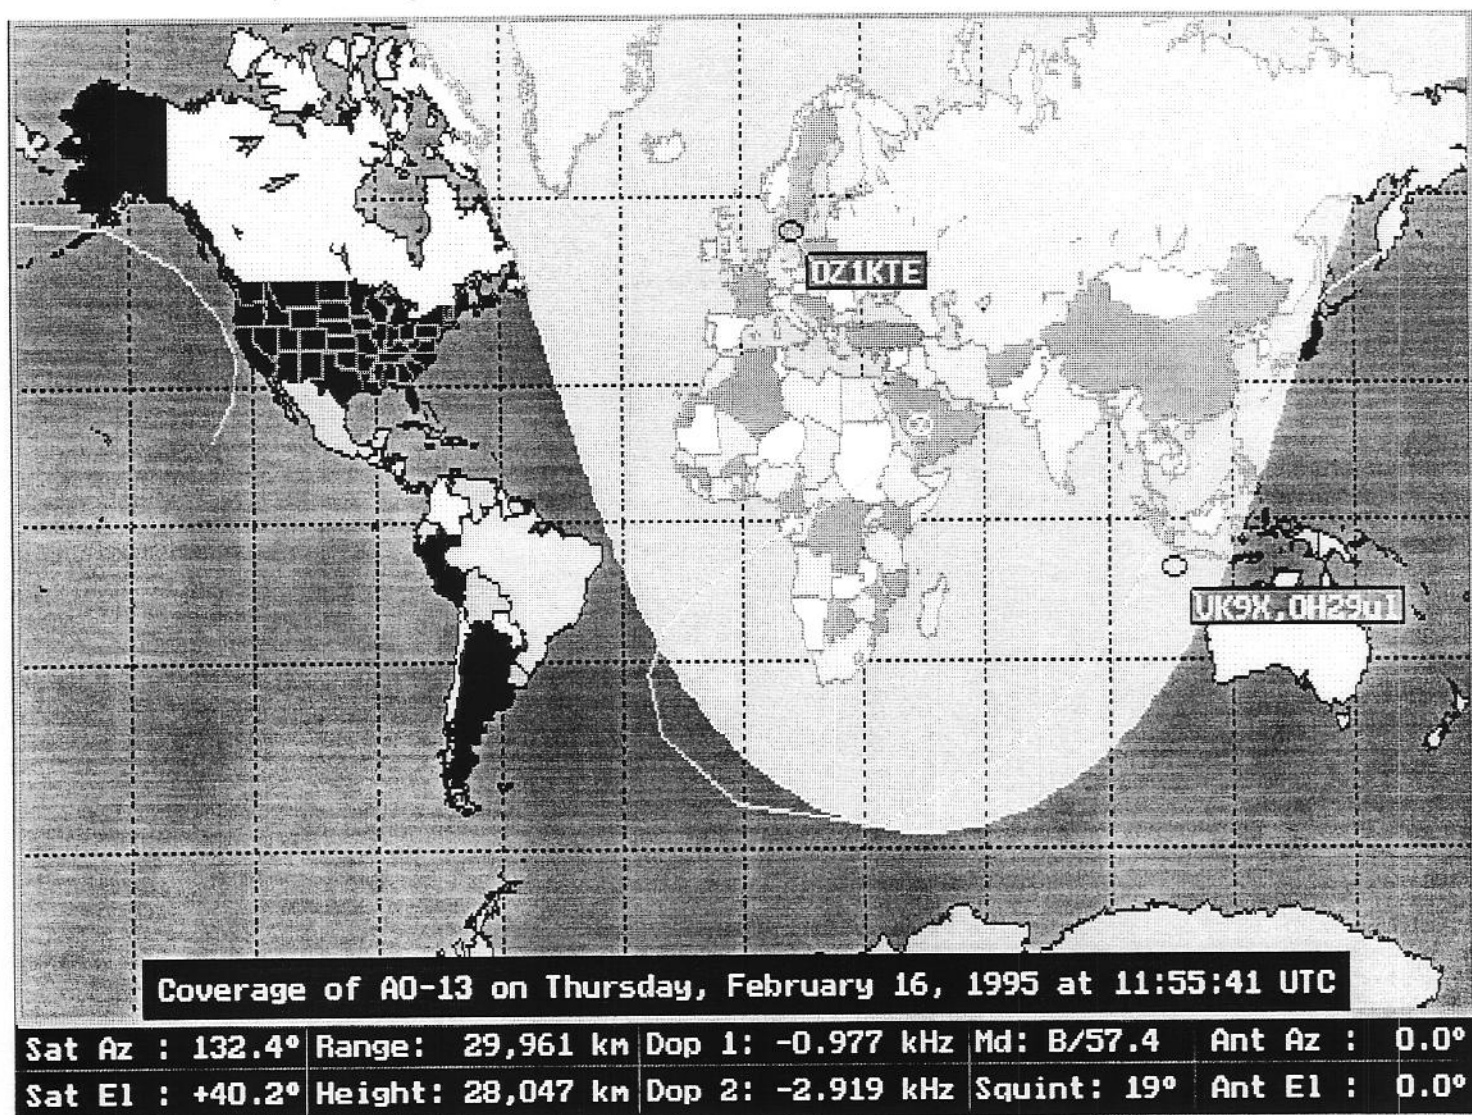 OZ1KTE
VK9X,OH29ul
Coverage of AO-13 on Thursday, February 16, 1995 at 11:55:41 UTC
Sat Az : 132.4° Range: 29,961 km Dop 1: -0.977 kHz Md: B/57.4 Ant Az : 0.0°
Sat El : +40.2° Height: 28,047 km Dop 2: -2.919 kHz Squint: 19° Ant El : 0.0°